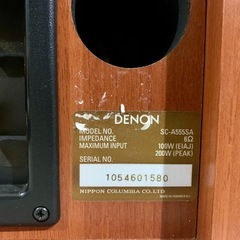 DENON
MODEL NO. SC-A555SA
IMPEDANCE 6Ω
MAXIMUM INPUT 100W (EIAJ)
200W (PEAK)
SERIAL NO.
1054601580
NIPPON COLUMBIA CO.,LTD.